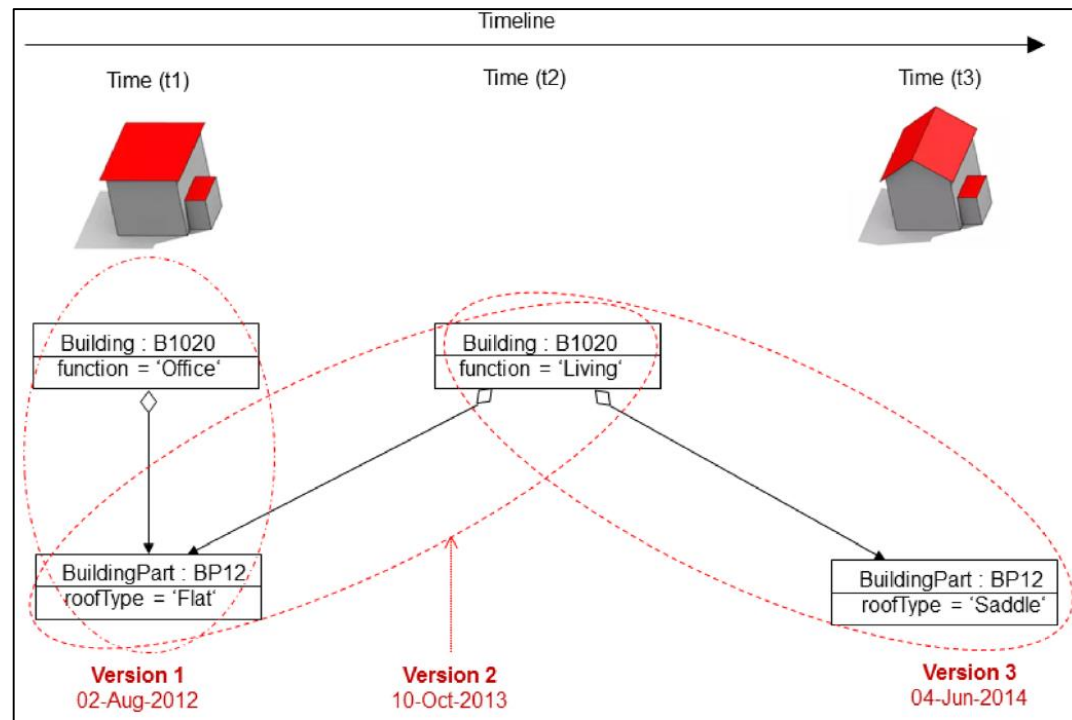 Timeline
Time (t1)
Time (t2)
Time (t3)
Building : B1020
function = ‘Office‘
Building : B1020
function = ‘Living‘
BuildingPart : BP12
roofType = ‘Flat‘
BuildingPart : BP12
roofType = ‘Saddle‘
Version 1
02-Aug-2012
Version 2
10-Oct-2013
Version 3
04-Jun-2014